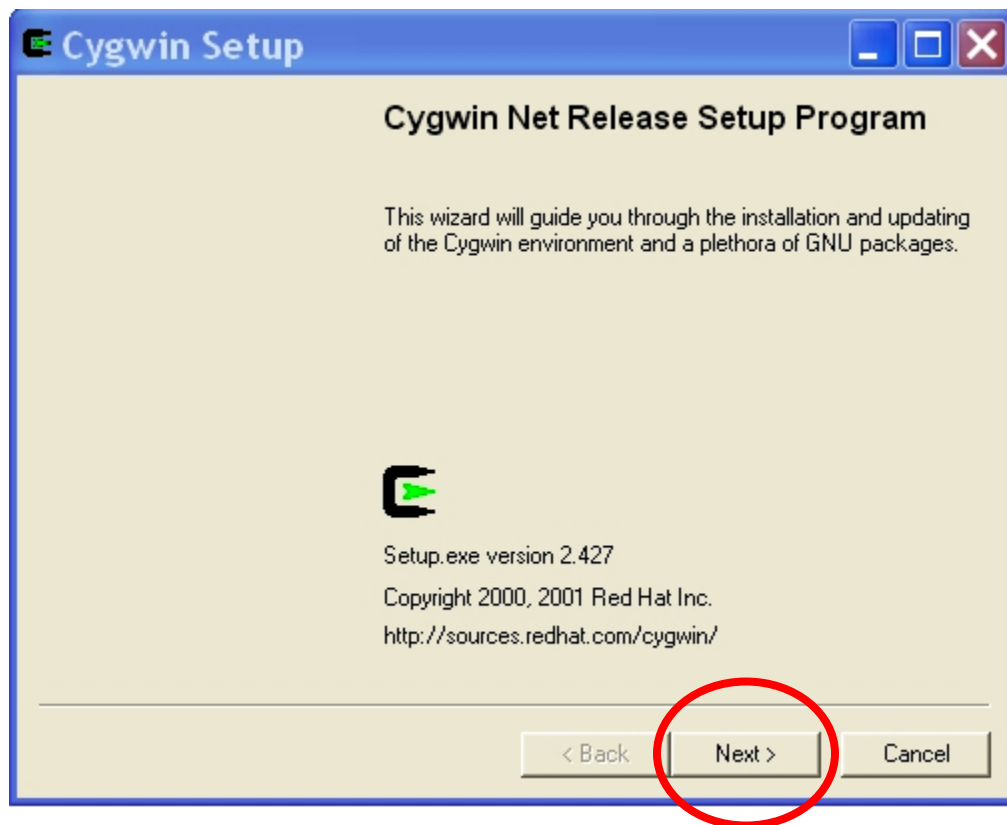 Cygwin Setup
Cygwin Net Release Setup Program
This wizard will guide you through the installation and updating
of the Cygwin environment and a plethora of GNU packages.
Setup.exe version 2.427
Copyright 2000, 2001 Red Hat Inc.
http://sources.redhat.com/cygwin/
< Back Next > Cancel